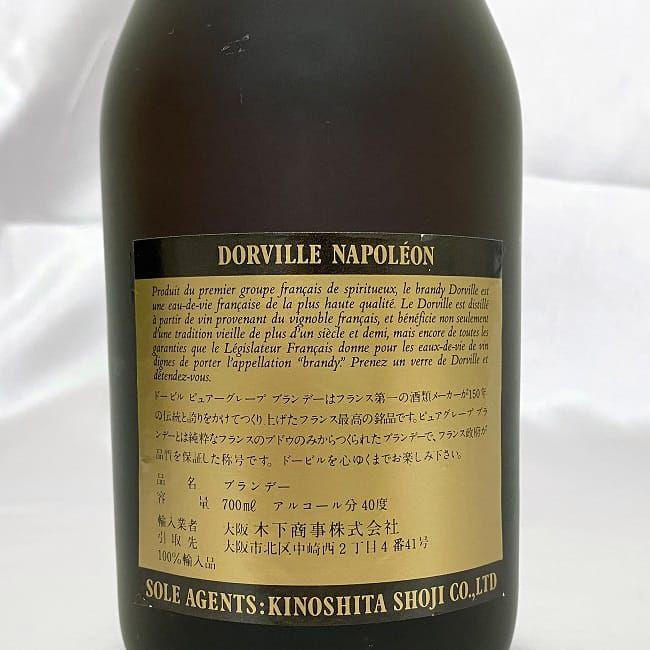 DORVILLE NAPOLÉON
Produit du premier groupe français de spiritueux, le brandy Dorville est
une eau-de-vie française de la plus haute qualité. Le Dorville est distillé
à partir de vin provenant du vignoble français, et bénéficie non seulement
d'une tradition vieille de plus d'un siècle et demi, mais encore de toutes les
garanties que le Législateur Français donne pour les eaux-de-vie de vin
dignes de porter l'appellation "brandy." Prenez un verre de Dorville et
détendez-vous.
ドービル ピュアーグレープ ブランデーはフランス第一の酒類メーカーが150年
の伝統と誇りをかけてつくり上げたフランス最高の銘品です。ピュアグレープ ブラ
ンデーとは純粋なフランスのブドウのみからつくられたブランデーで、フランス政府が
品質を保証した称号です。ドービルを心ゆくまでお楽しみ下さい。
品名 ブランデー
容量 700mℓ アルコール分 40度
輸入業者 大阪 木下商事株式会社
引取先 大阪市北区中崎西2丁目4番41号
100%輸入品
SOLE AGENTS:KINOSHITA SHOJI CO.,LTD